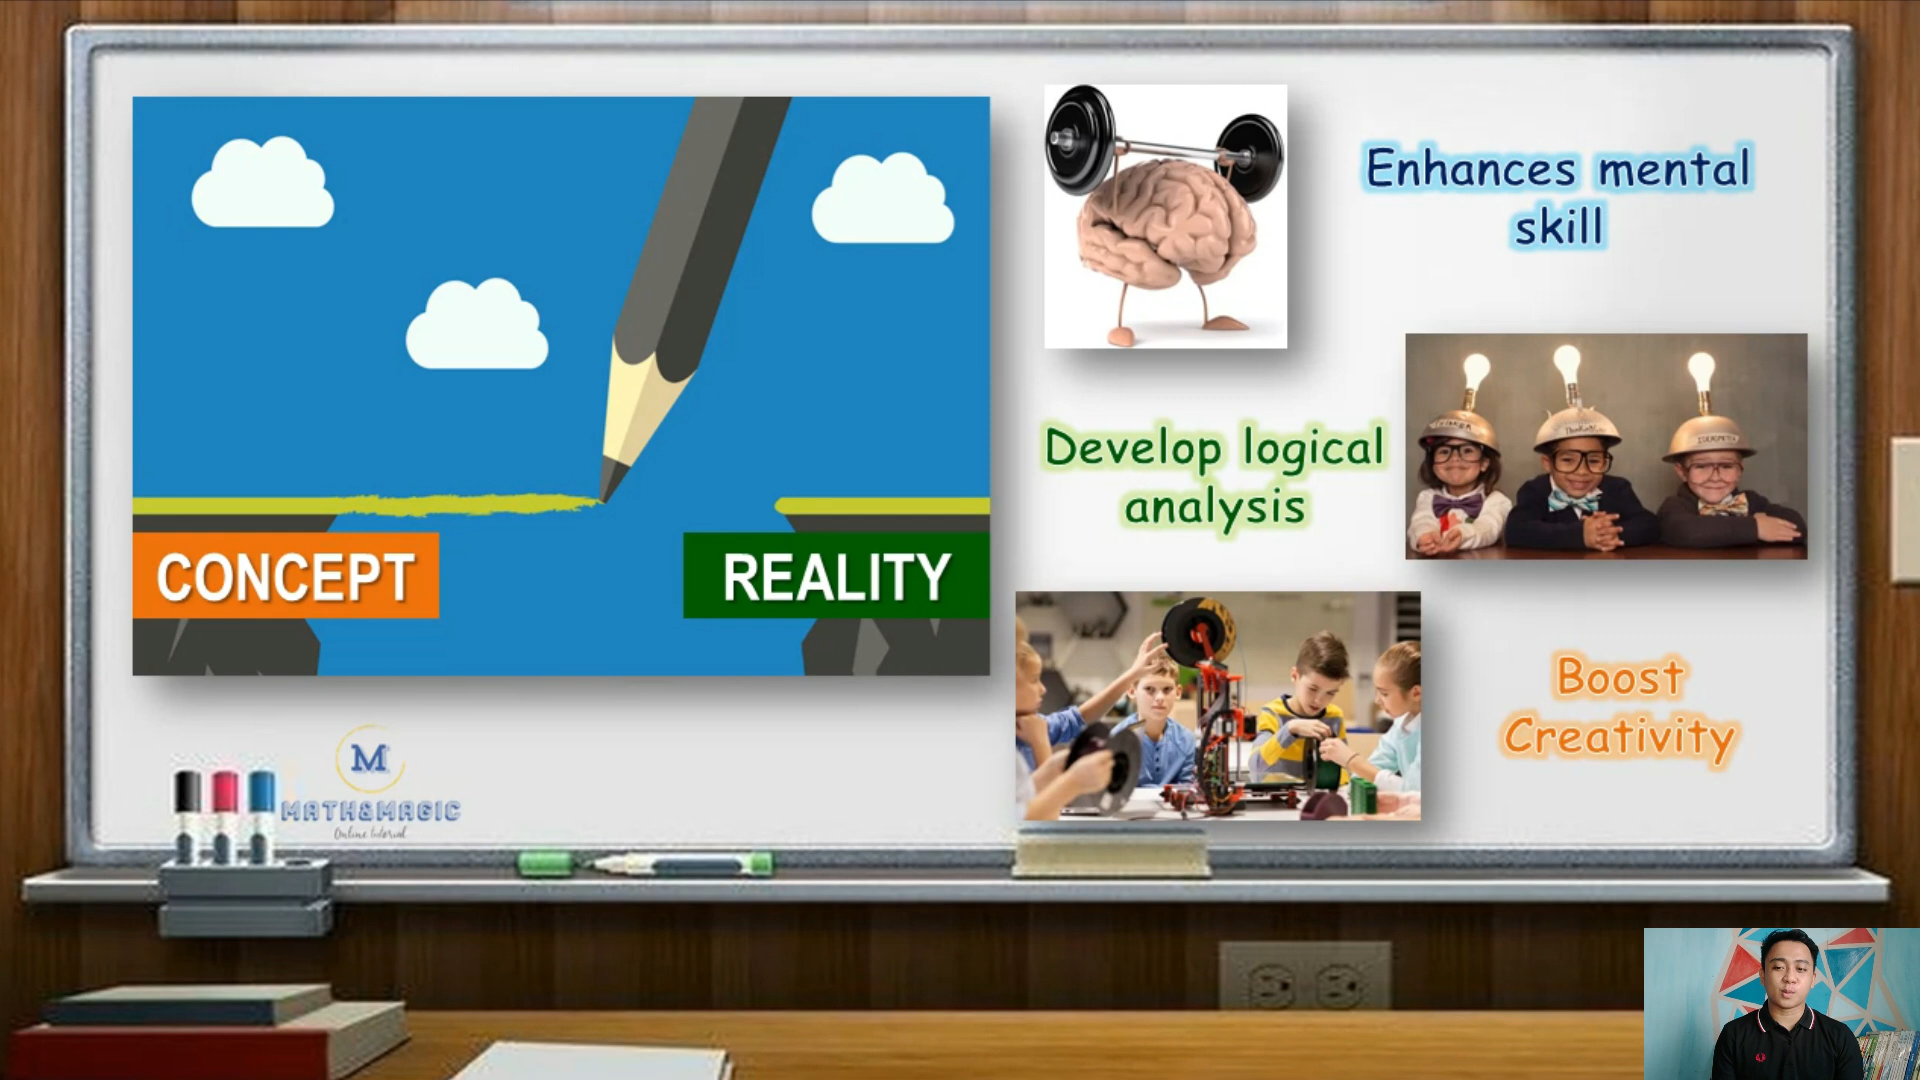 CONCEPT
REALITY
Enhances mental
skill
Develop logical
analysis
Boost
Creativity
M
MATH&MAGIC
Online tutorial